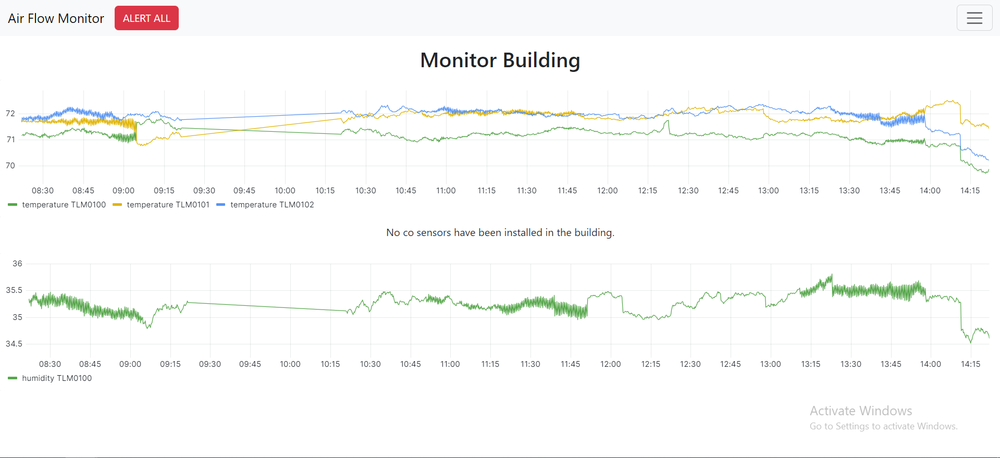 Air Flow Monitor ALERT ALL
Monitor Building
72
71
70
08:30 08:45 09:00 09:15 09:30 09:45 10:00 10:15 10:30 10:45 11:00 11:15 11:30 11:45 12:00 12:15 12:30 12:45 13:00 13:15 13:30 13:45 14:00 14:15
temperature TLM0100 temperature TLM0101 temperature TLM0102
No co sensors have been installed in the building.
36
35.5
35
34.5
08:30 08:45 09:00 09:15 09:30 09:45 10:00 10:15 10:30 10:45 11:00 11:15 11:30 11:45 12:00 12:15 12:30 12:45 13:00 13:15 13:30 13:45 14:00 14:15
humidity TLM0100
Activate Windows
Go to Settings to activate Windows.